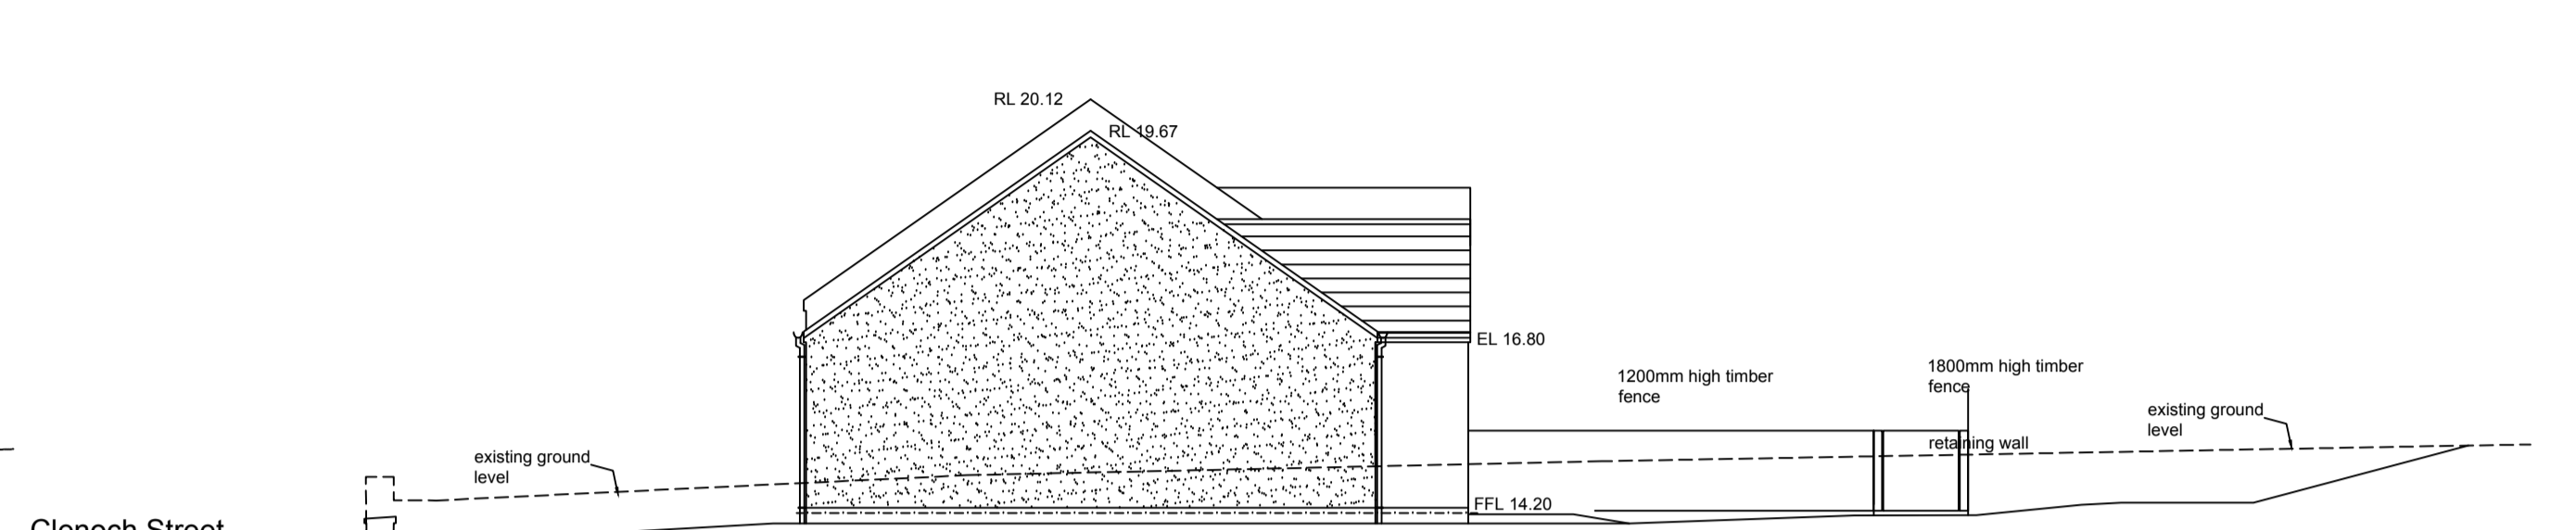 RL 20.12
RL 19.67
EL 16.80
1200mm high timber
fence
1800mm high timber
fence
existing ground
level
retaining wall
existing ground
level
FFL 14.20
Street